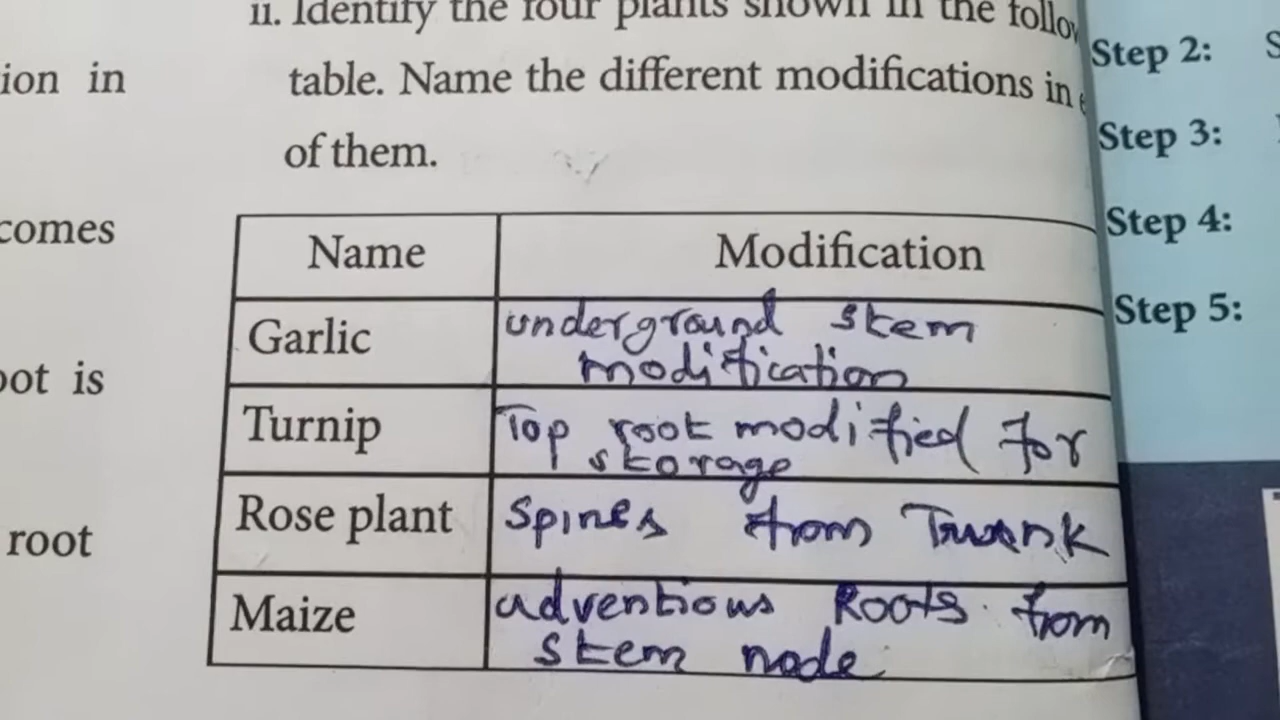 ion in
comes
oot is
root
ii. Identify the four plants shown in the follow
table. Name the different modifications in e
of them.
Name Modification
Garlic underground stem
modification
Turnip Top root modified for
storage
Rose plant Spines from Trunk
Maize adventious Roots from
stem node
Step 2: S
Step 3:
Step 4:
Step 5: